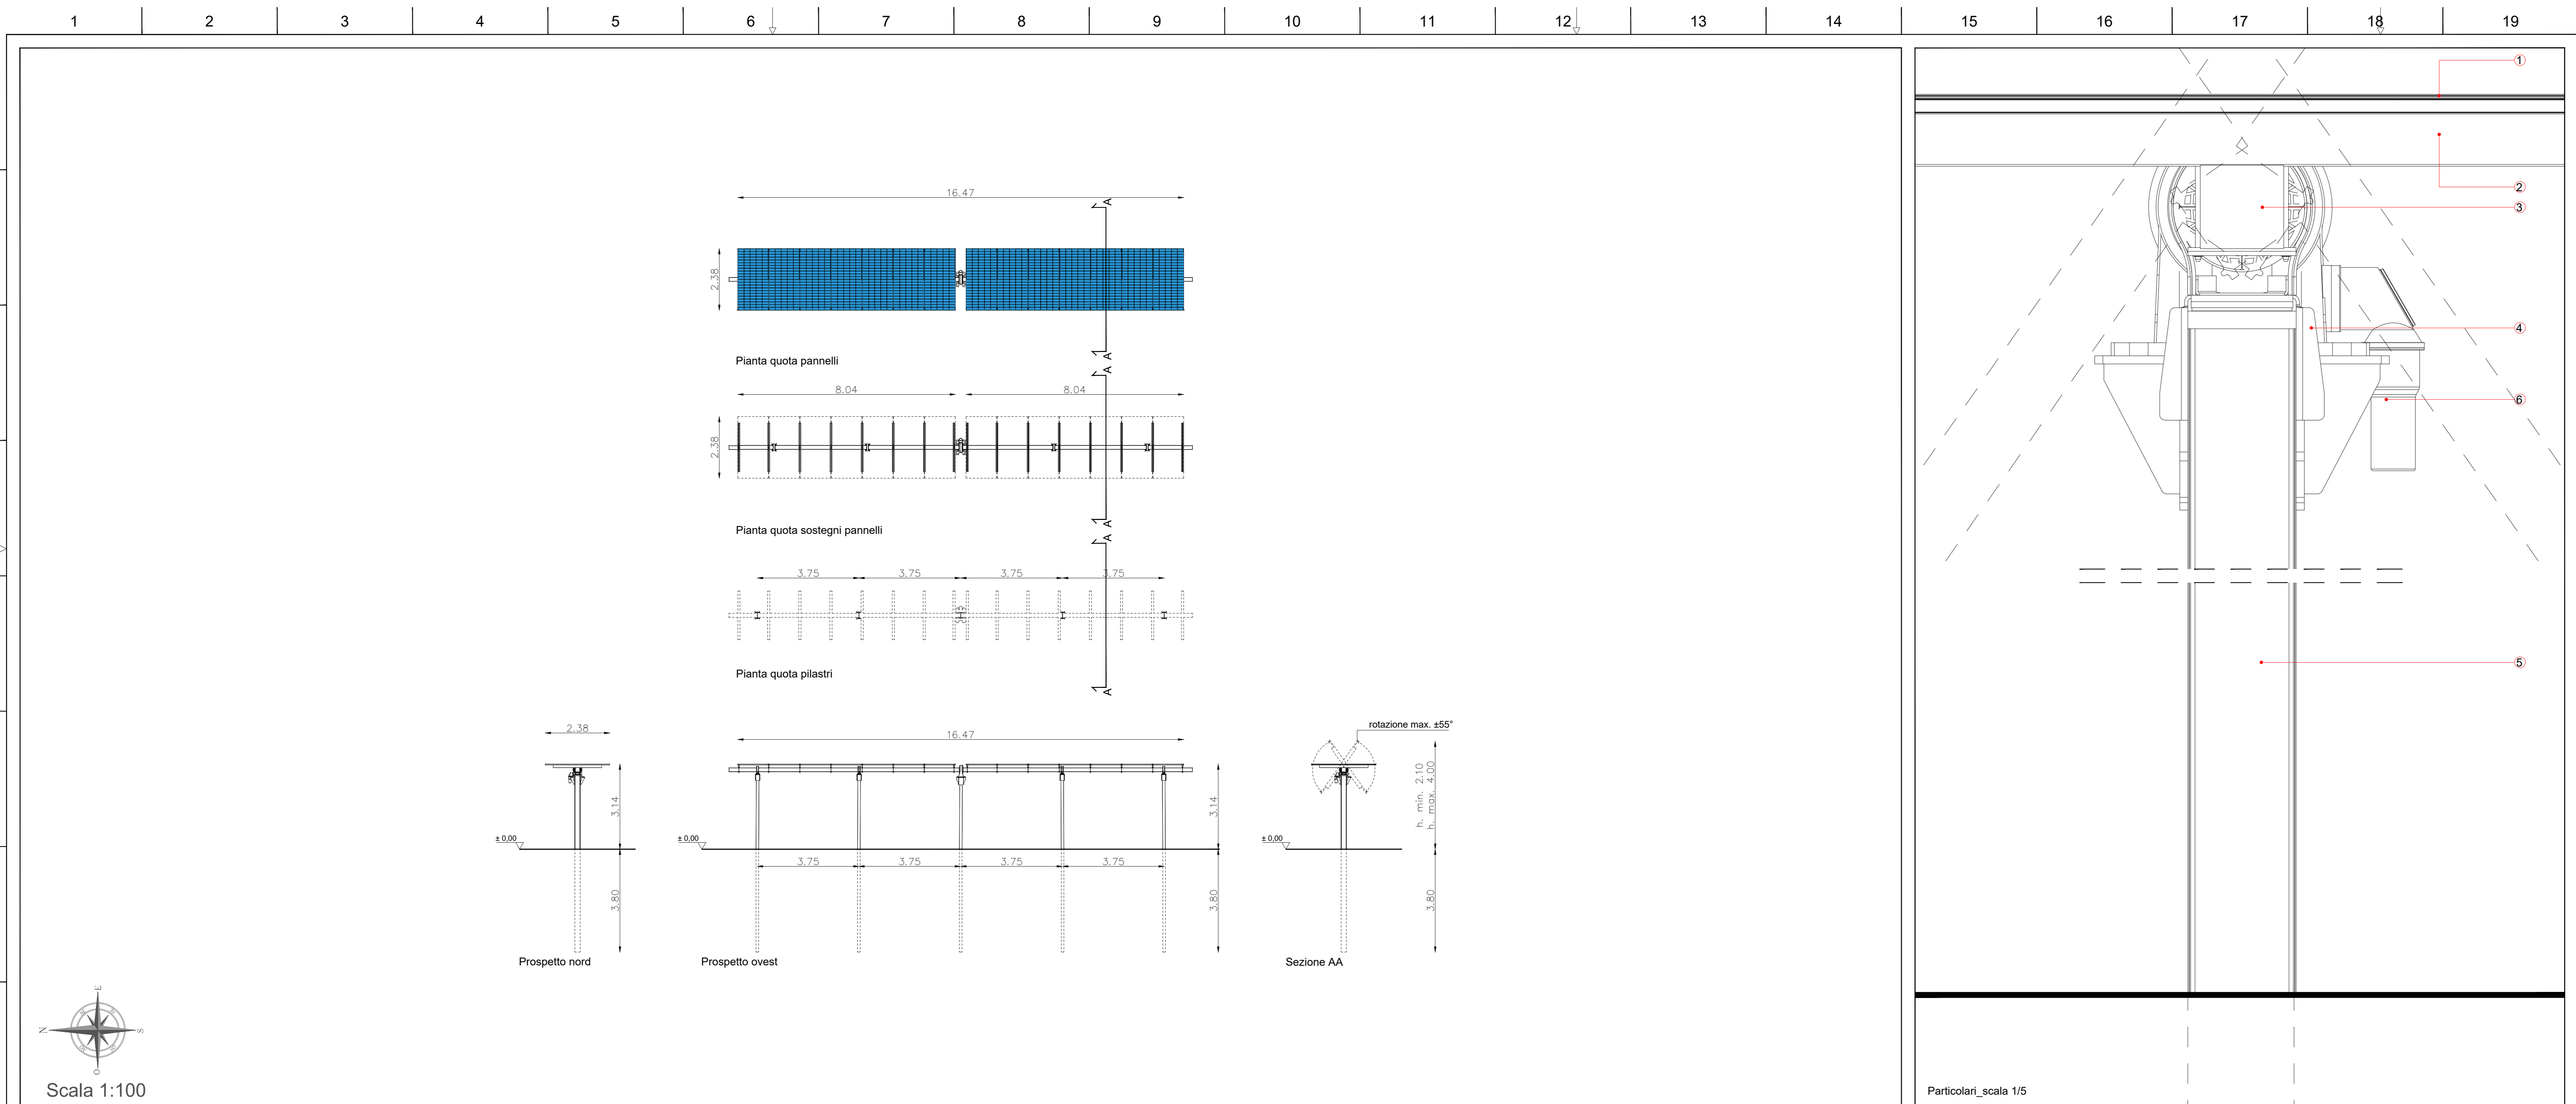 1 2 3 4 5 6 7 8 9 10 11 12 13 14 15 16 17 18 19
1
2
3
4
6
5
16.47
A
2.38
A
Pianta quota pannelli
A
8.04 8.04
2.38
A
Pianta quota sostegni pannelli
A
3.75 3.75 3.75 3.75
Pianta quota pilastri
A
2.38
3.14
± 0,00
3.80
Prospetto nord
16.47
3.14
± 0,00
3.75 3.75 3.75 3.75
3.80
Prospetto ovest
rotazione max. ±55°
h. min. 2.10
h. max. 4.00
± 0,00
3.80
Sezione AA
E
N S
O
Scala 1:100
Particolari_scala 1/5